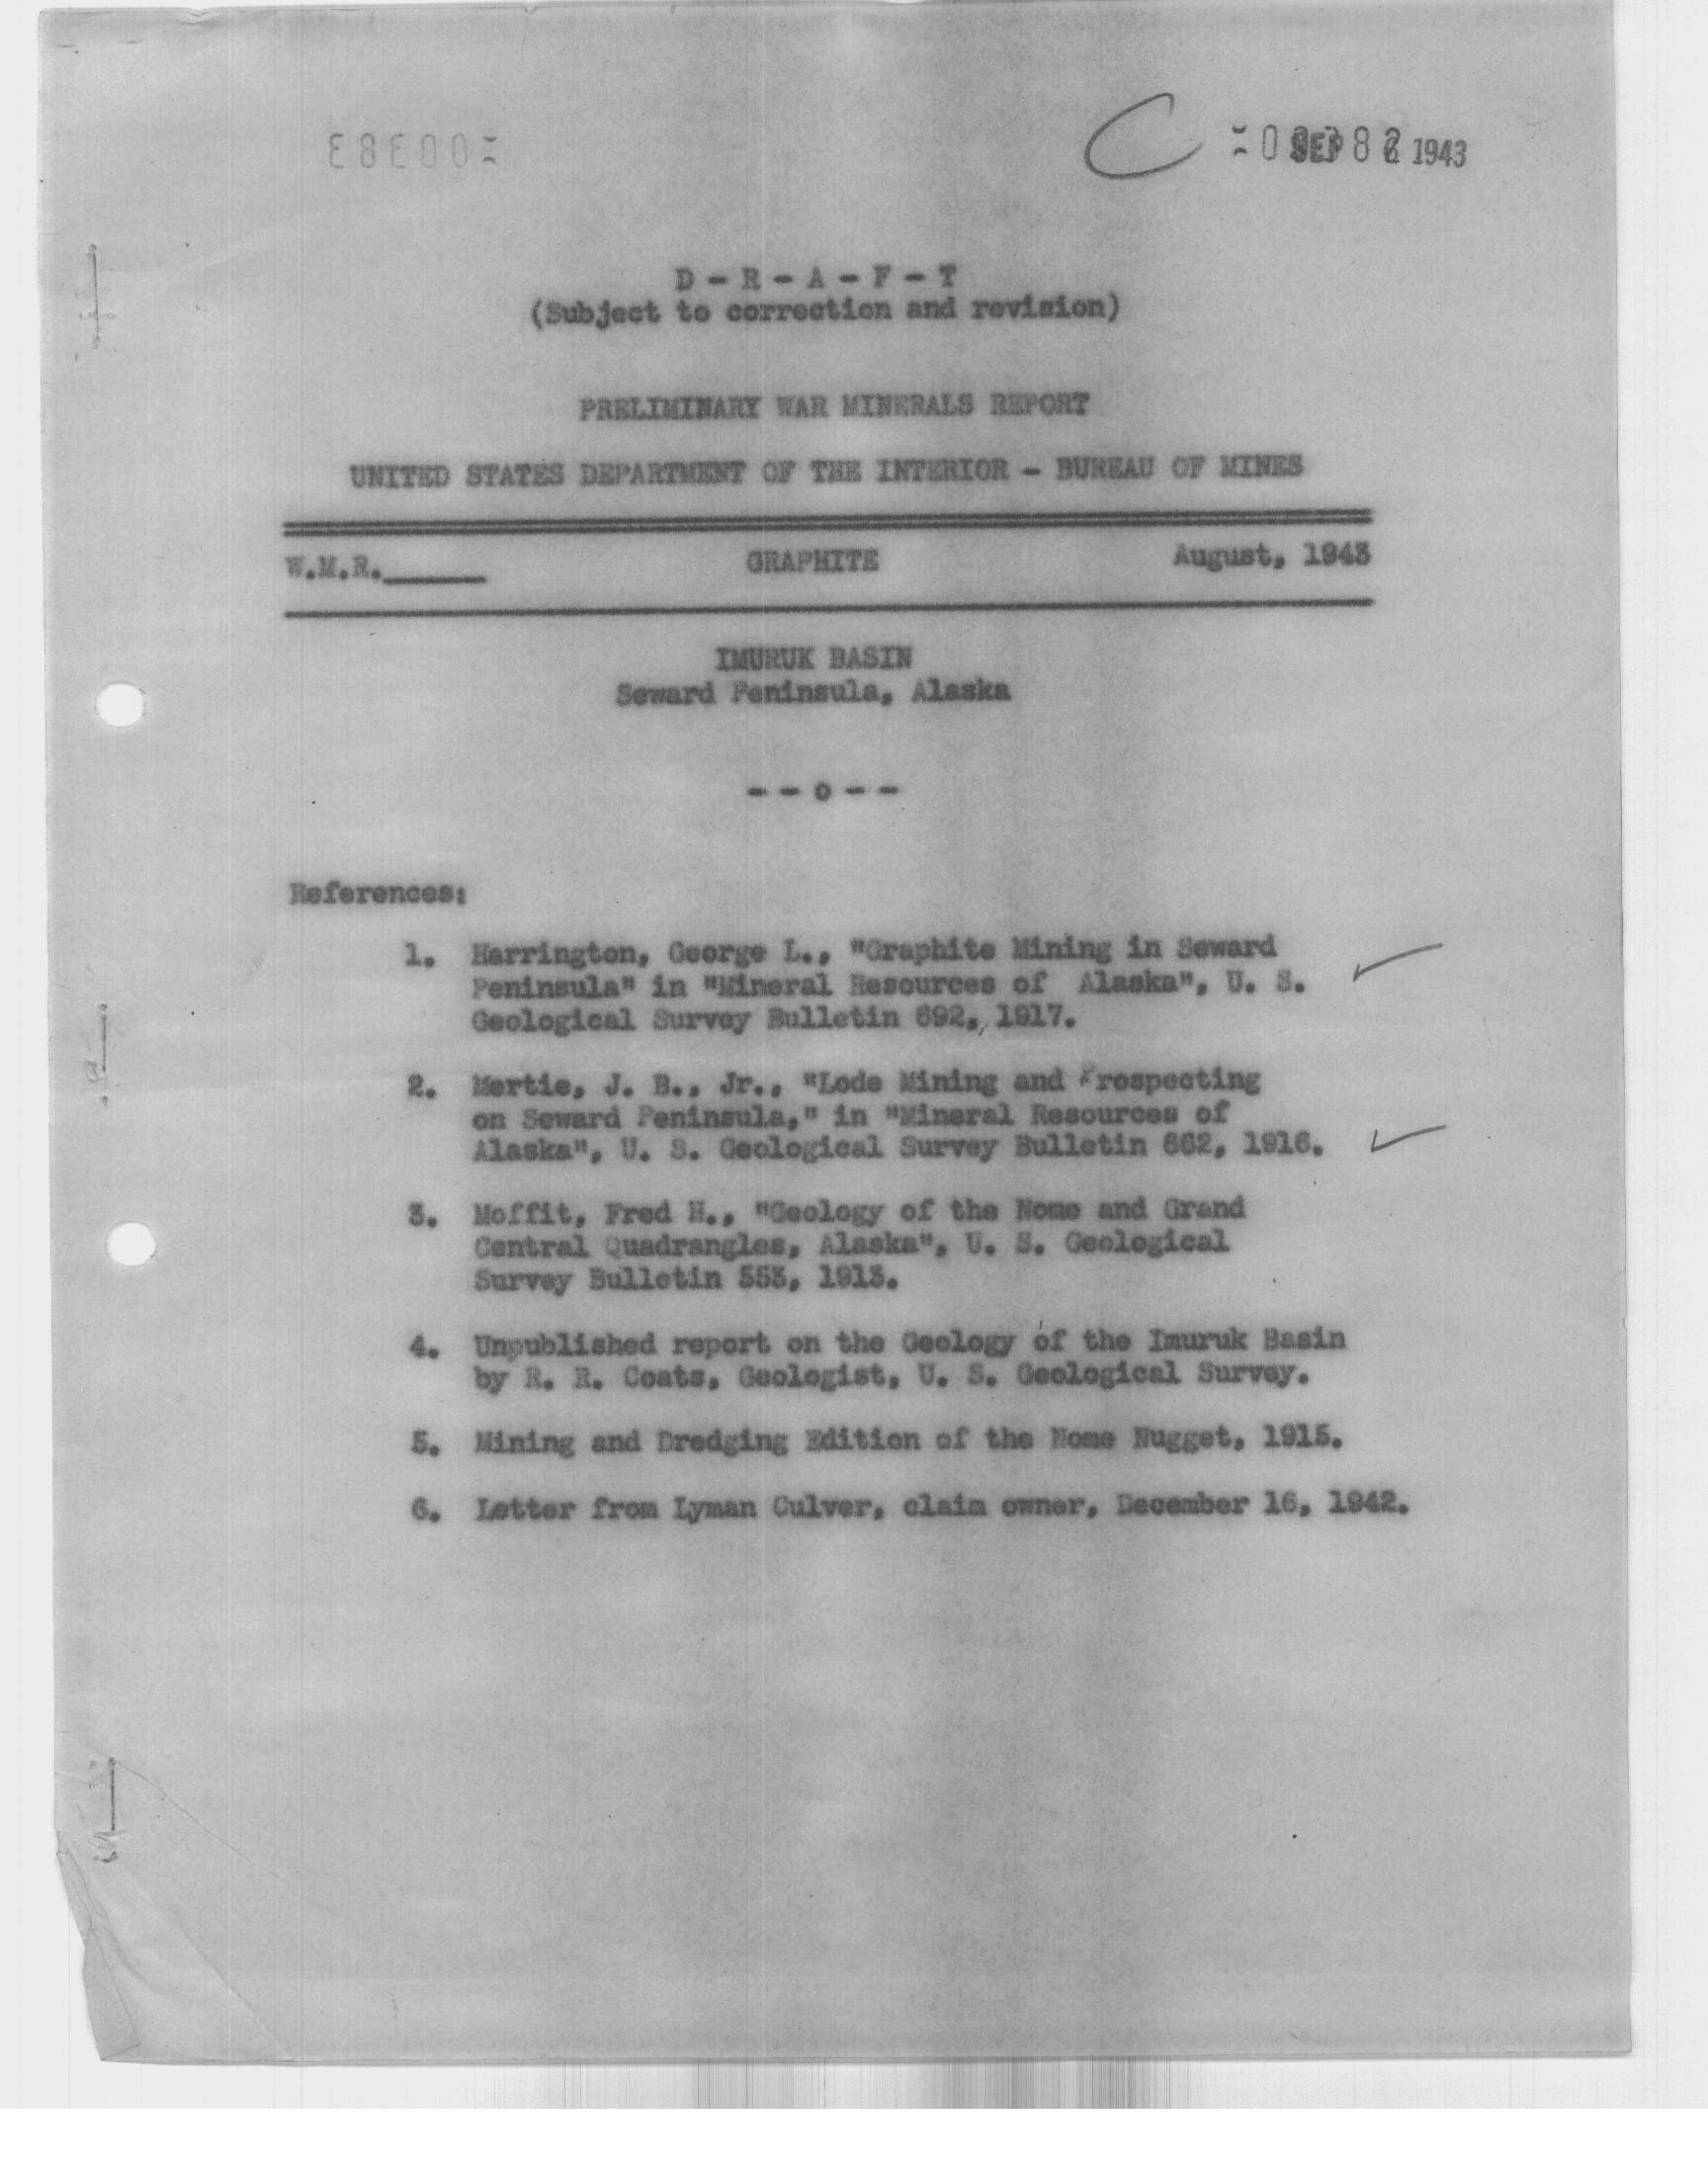 C
SEP 1943
D - R - A - F - T
(Subject to correction and revision)
PRELIMINARY WAR MINERALS REPORT
UNITED STATES DEPARTMENT OF THE INTERIOR - BUREAU OF MINES
W.M.R.______ GRAPHITE August, 1943
IMURUK BASIN
Seward Peninsula, Alaska
- - o - -
References:
1. Harrington, George L., "Graphite Mining in Seward
Peninsula" in "Mineral Resources of Alaska", U. S.
Geological Survey Bulletin 692, 1917.
2. Mertie, J. B., Jr., "Lode Mining and Prospecting
on Seward Peninsula," in "Mineral Resources of
Alaska", U. S. Geological Survey Bulletin 662, 1916.
3. Moffit, Fred H., "Geology of the Nome and Grand
Central Quadrangles, Alaska", U. S. Geological
Survey Bulletin 553, 1913.
4. Unpublished report on the Geology of the Imuruk Basin
by R. R. Coats, Geologist, U. S. Geological Survey.
5. Mining and Dredging Edition of the Nome Nugget, 1915.
6. Letter from Lyman Culver, claim owner, December 16, 1942.